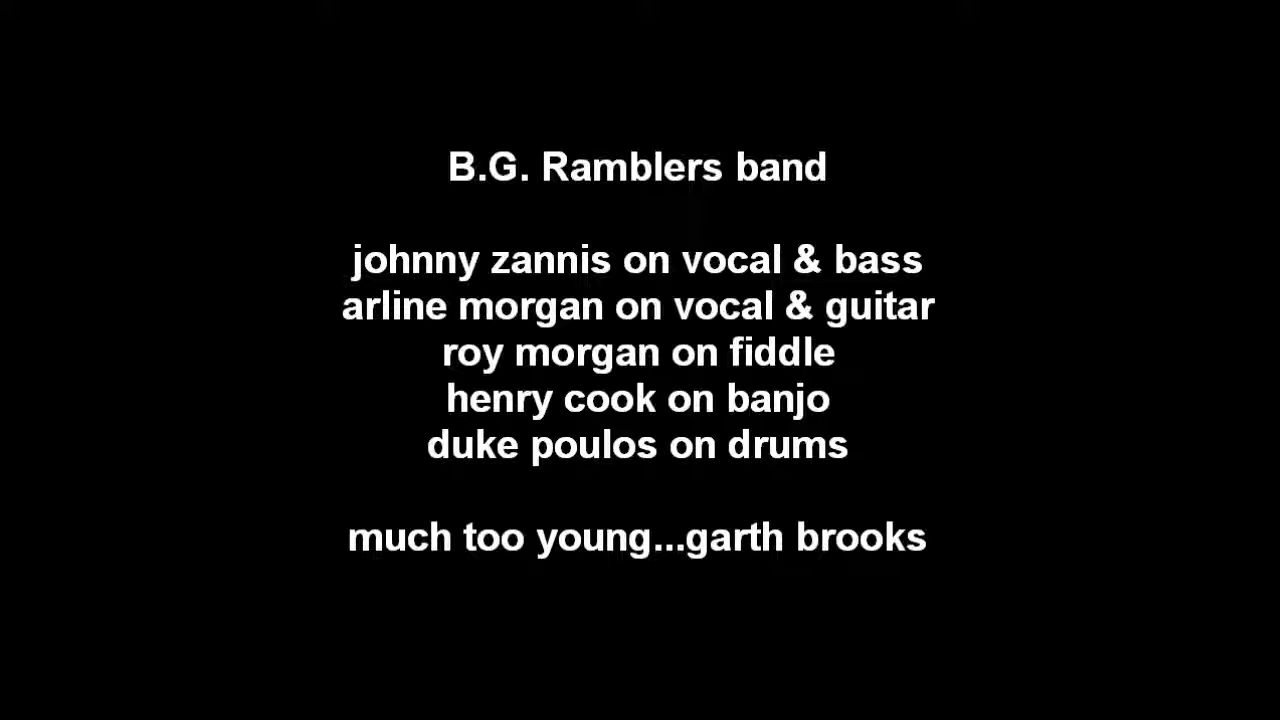 B.G. Ramblers band
johnny zannis on vocal & bass
arline morgan on vocal & guitar
roy morgan on fiddle
henry cook on banjo
duke poulos on drums
much too young...garth brooks